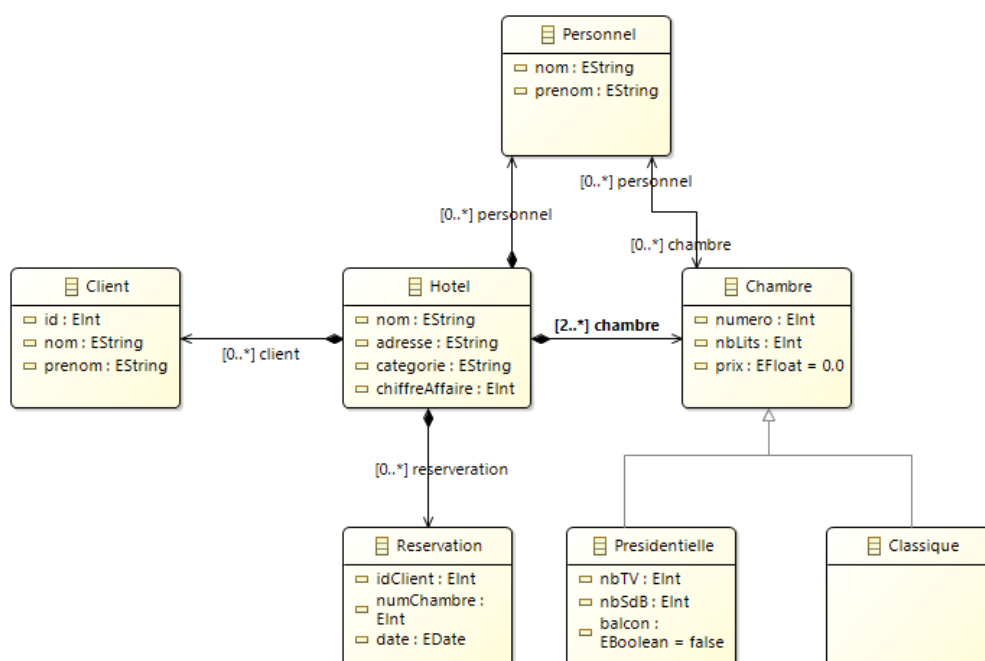 Personnel
nom : EString
prenom : EString
[0..*] personnel
[0..*] personnel
[0..*] chambre
Client
id : EInt
nom : EString
prenom : EString
[0..*] client
Hotel
nom : EString
adresse : EString
categorie : EString
chiffreAffaire : EInt
[2..*] chambre
Chambre
numero : EInt
nbLits : EInt
prix : EFloat = 0.0
[0..*] reserveration
Reservation
idClient : EInt
numChambre :
EInt
date : EDate
Presidentielle
nbTV : EInt
nbSdB : EInt
balcon :
EBoolean = false
Classique